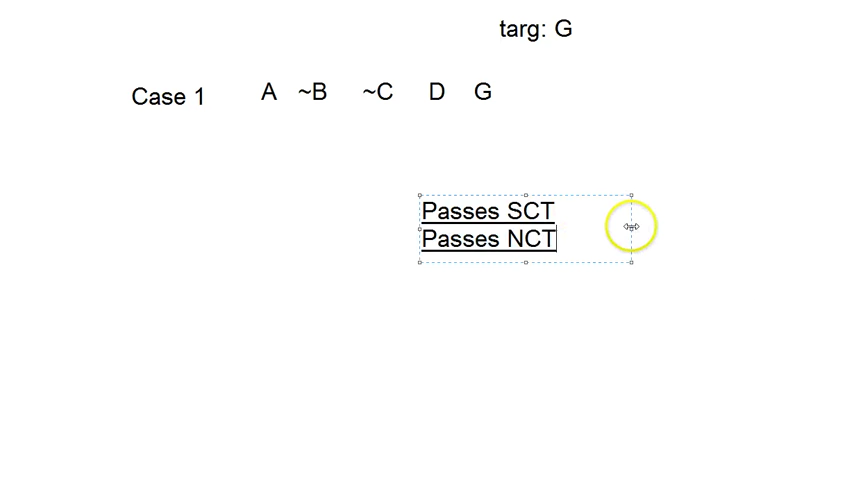 targ: G
Case 1 A ~B ~C D G
Passes SCT
Passes NCT